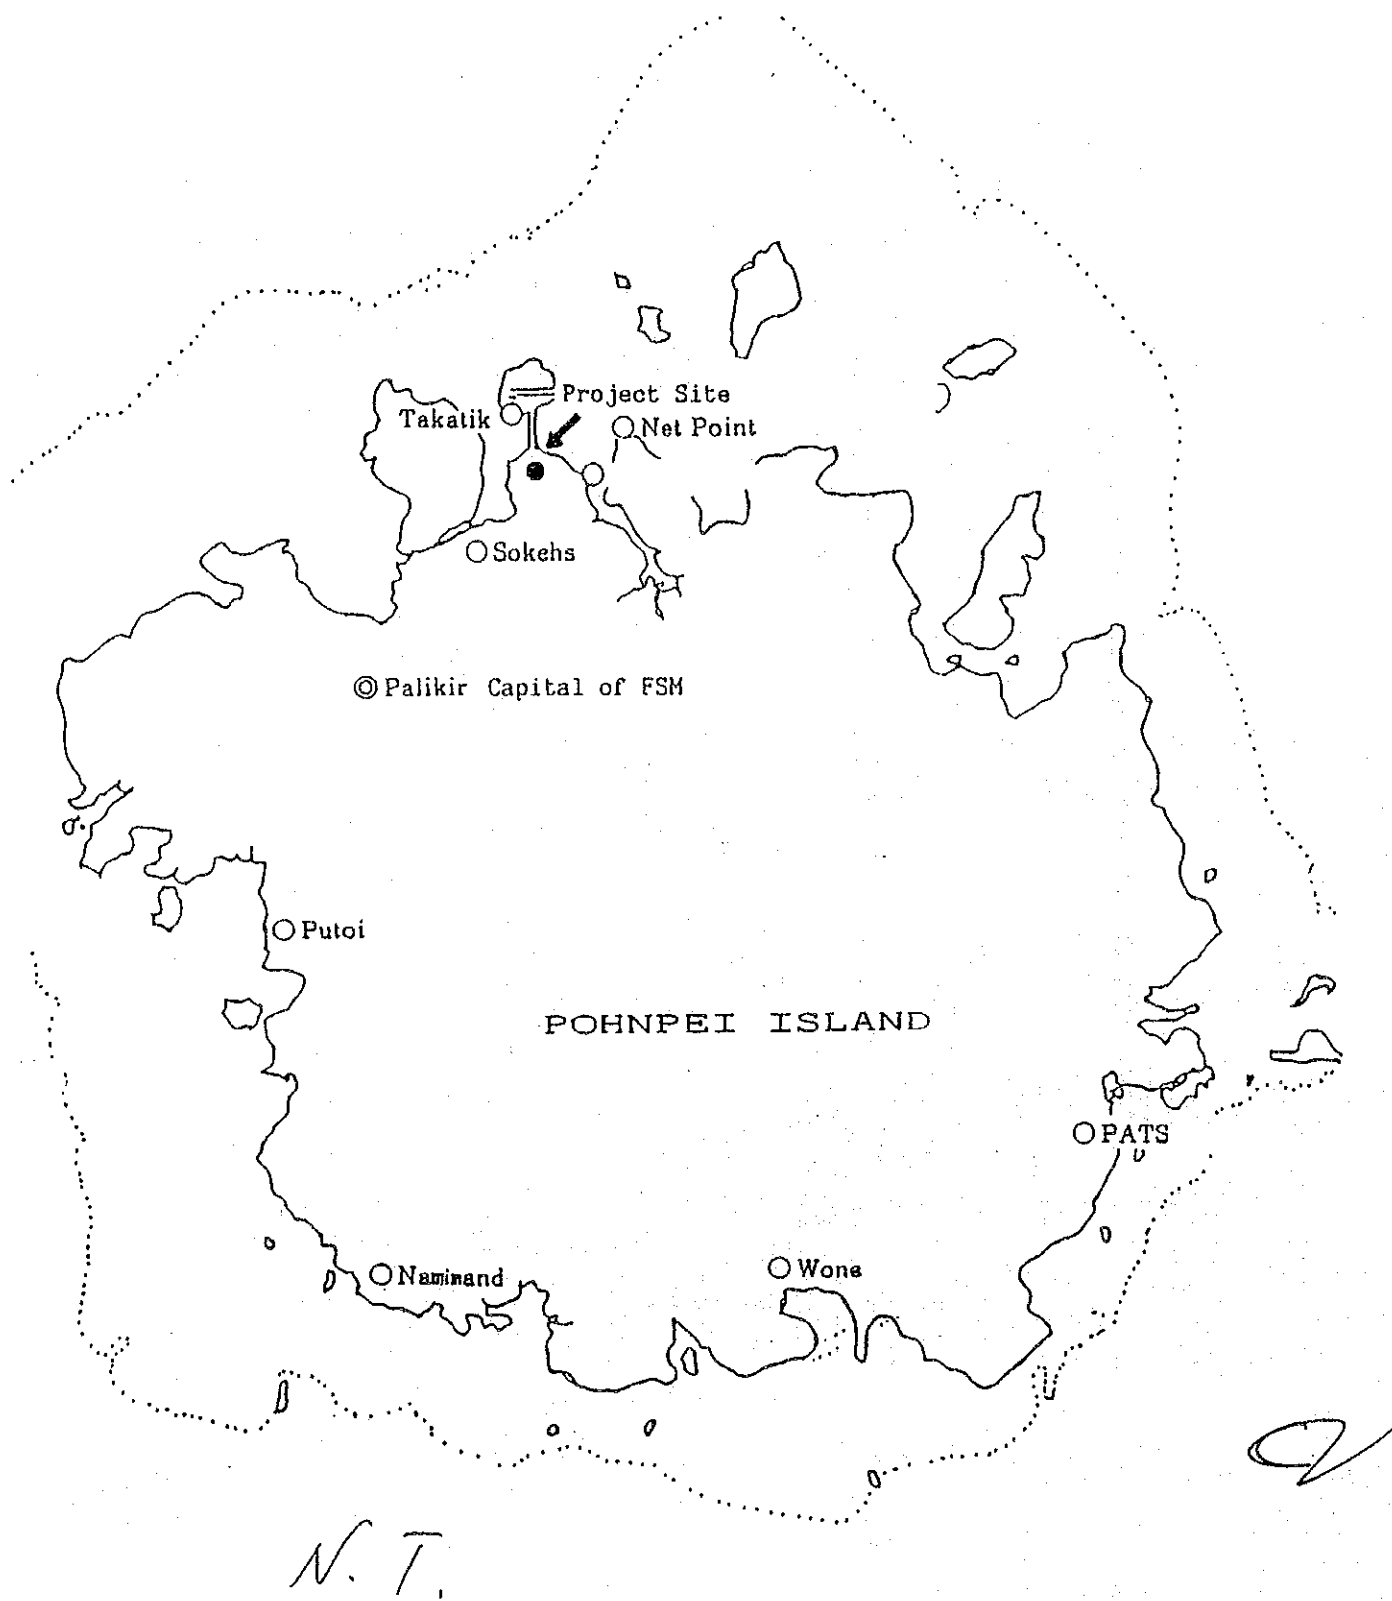 Project Site
Takatik
Net Point
Sokehs
Palikir Capital of FSM
Putoi
POHNPEI ISLAND
PATS
Naminand
Wone
N. T.